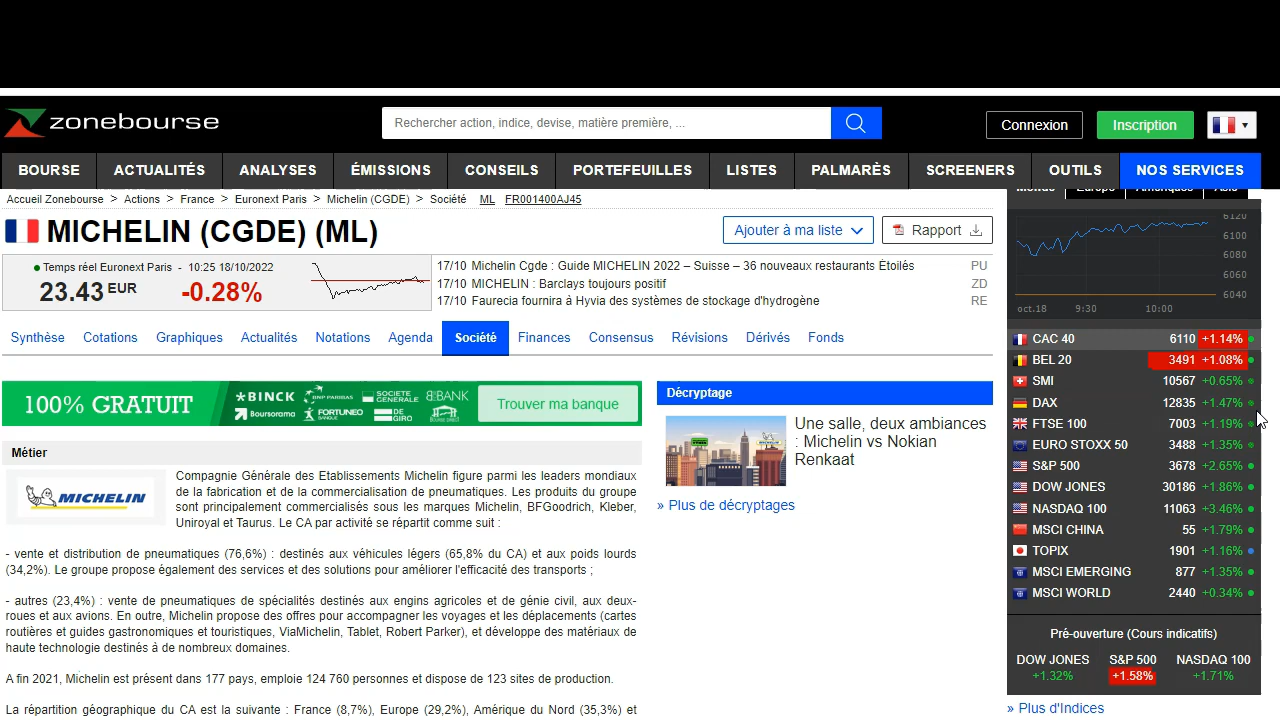 zonebourse
Rechercher action, indice, devise, matière première, ...
Connexion
Inscription
BOURSE ACTUALITÉS ANALYSES ÉMISSIONS CONSEILS PORTEFEUILLES LISTES PALMARÈS SCREENERS OUTILS NOS SERVICES
Accueil Zonebourse > Actions > France > Euronext Paris > Michelin (CGDE) > Société ML FR001400AJ45
MICHELIN (CGDE) (ML)
Ajouter à ma liste
Rapport
Temps réel Euronext Paris - 10:25 18/10/2022
23.43 EUR -0.28%
17/10 Michelin Cgde : Guide MICHELIN 2022 – Suisse – 36 nouveaux restaurants Étoilés PU
17/10 MICHELIN : Barclays toujours positif ZD
17/10 Faurecia fournira à Hyvia des systèmes de stockage d'hydrogène RE
Synthèse Cotations Graphiques Actualités Notations Agenda Société Finances Consensus Révisions Dérivés Fonds
100% GRATUIT
BINCK BNP PARIBAS SOCIETE GENERALE BBANK
Boursorama FORTUNEO BANQUE DE GIRO
Trouver ma banque
Métier
MICHELIN
Compagnie Générale des Etablissements Michelin figure parmi les leaders mondiaux
de la fabrication et de la commercialisation de pneumatiques. Les produits du groupe
sont principalement commercialisés sous les marques Michelin, BFGoodrich, Kleber,
Uniroyal et Taurus. Le CA par activité se répartit comme suit :
- vente et distribution de pneumatiques (76,6%) : destinés aux véhicules légers (65,8% du CA) et aux poids lourds
(34,2%). Le groupe propose également des services et des solutions pour améliorer l'efficacité des transports ;
- autres (23,4%) : vente de pneumatiques de spécialités destinés aux engins agricoles et de génie civil, aux deux-
roues et aux avions. En outre, Michelin propose des offres pour accompagner les voyages et les déplacements (cartes
routières et guides gastronomiques et touristiques, ViaMichelin, Tablet, Robert Parker), et développe des matériaux de
haute technologie destinés à de nombreux domaines.
A fin 2021, Michelin est présent dans 177 pays, emploie 124 760 personnes et dispose de 123 sites de production.
La répartition géographique du CA est la suivante : France (8,7%), Europe (29,2%), Amérique du Nord (35,3%) et
Décryptage
Une salle, deux ambiances
: Michelin vs Nokian
Renkaat
» Plus de décryptages
Monde Europe Amériques Asie
6120
6100
6080
6060
6040
oct.18 9:30 10:00
CAC 40 6110 +1.14%
BEL 20 3491 +1.08%
SMI 10567 +0.65%
DAX 12835 +1.47%
FTSE 100 7003 +1.19%
EURO STOXX 50 3488 +1.35%
S&P 500 3678 +2.65%
DOW JONES 30186 +1.86%
NASDAQ 100 11063 +3.46%
MSCI CHINA 55 +1.79%
TOPIX 1901 +1.16%
MSCI EMERGING 877 +1.35%
MSCI WORLD 2440 +0.34%
Pré-ouverture (Cours indicatifs)
DOW JONES S&P 500 NASDAQ 100
+1.32% +1.58% +1.71%
» Plus d'Indices